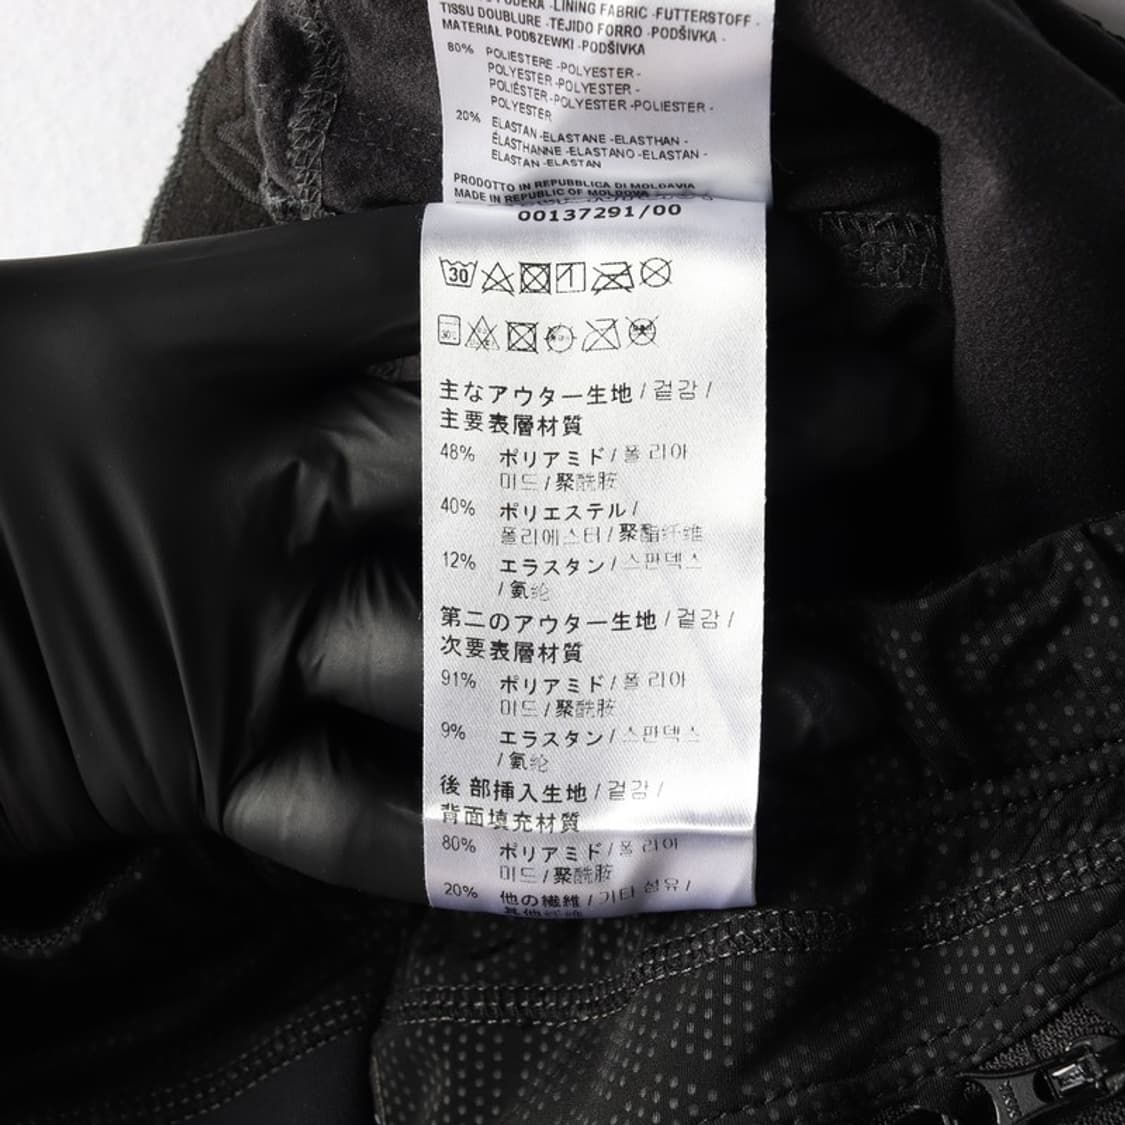 FODERA -LINING FABRIC -FUTTERSTOFF -
TISSU DOUBLURE -TEJIDO FORRO -PODŠÍVKA -
MATERIAŁ PODSZEWKI -PODŠIVKA
80% POLIESTERE -POLYESTER -
POLYESTER -POLYESTER -
POLIÉSTER -POLYESTER -POLIESTER -
POLYESTER
20% ELASTAN -ELASTANE -ELASTHAN -
ÉLASTHANNE -ELASTANO -ELASTAN -
ELASTAN -ELASTAN
PRODOTTO IN REPUBBLICA DI MOLDAVIA
MADE IN REPUBLIC OF MOLDOVA
00137291/00
30
主なアウター生地 / 겉감 /
主要表層材質
48% ポリアミド / 폴리아
미드 / 聚酰胺
40% ポリエステル /
폴리에스터 / 聚酯纤维
12% エラスタン / 스판덱스
/ 氨纶
第二のアウター生地 / 겉감 /
次要表層材質
91% ポリアミド / 폴리아
미드 / 聚酰胺
9% エラスタン / 스판덱스
/ 氨纶
後部挿入生地 / 겉감 /
背面填充材質
80% ポリアミド / 폴리아
미드 / 聚酰胺
20% 他の繊維 / 기타 섬유 /
其他纤维